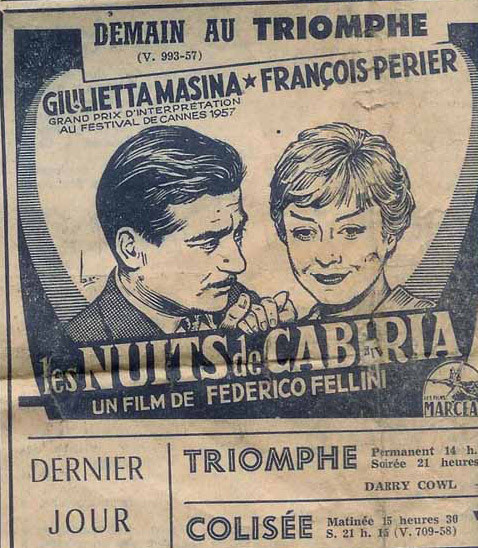 DEMAIN AU TRIOMPHE
(V. 993-57)
GIULIETTA MASINA * FRANÇOIS PERIER
GRAND PRIX D'INTERPRÉTATION
AU FESTIVAL DE CANNES 1957
les NUITS de CABIRIA
UN FILM DE FEDERICO FELLINI
LES FILMS
MARCEA
DERNIER
JOUR
TRIOMPHE Permanent 14 h.
Soirée 21 heures
DARRY COWL
COLISÉE Matinée 15 heures 30
S. 21 h. 15 (V. 709-58)